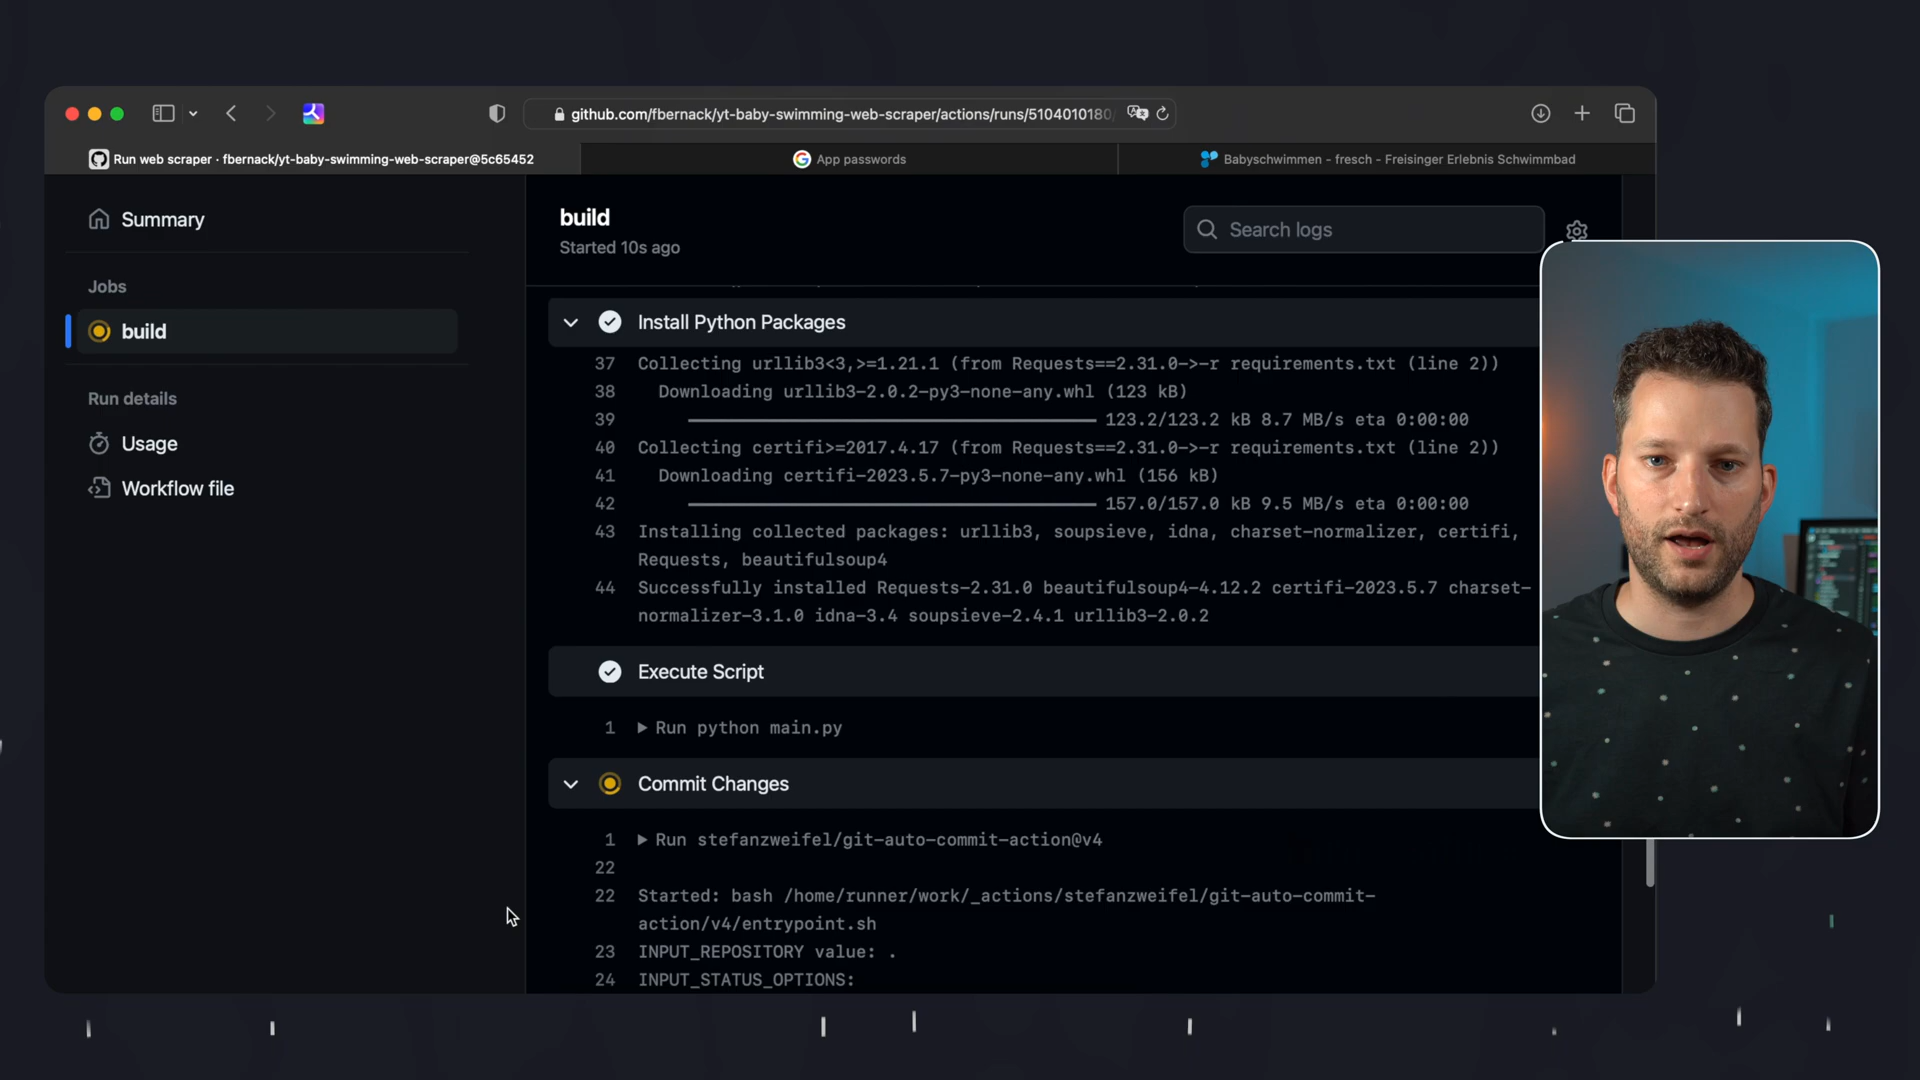 github.com/fbernack/yt-baby-swimming-web-scraper/actions/runs/5104010180
Run web scraper · fbernack/yt-baby-swimming-web-scraper@5c65452
App passwords
Babyschwimmen - fresch - Freisinger Erlebnis Schwimmbad
Summary
Jobs
build
Run details
Usage
Workflow file
build
Started 10s ago
Search logs
Install Python Packages
37 Collecting urllib3<3,>=1.21.1 (from Requests==2.31.0->-r requirements.txt (line 2))
38 Downloading urllib3-2.0.2-py3-none-any.whl (123 kB)
39 123.2/123.2 kB 8.7 MB/s eta 0:00:00
40 Collecting certifi>=2017.4.17 (from Requests==2.31.0->-r requirements.txt (line 2))
41 Downloading certifi-2023.5.7-py3-none-any.whl (156 kB)
42 157.0/157.0 kB 9.5 MB/s eta 0:00:00
43 Installing collected packages: urllib3, soupsieve, idna, charset-normalizer, certifi,
Requests, beautifulsoup4
44 Successfully installed Requests-2.31.0 beautifulsoup4-4.12.2 certifi-2023.5.7 charset-
normalizer-3.1.0 idna-3.4 soupsieve-2.4.1 urllib3-2.0.2
Execute Script
1 Run python main.py
Commit Changes
1 Run stefanzweifel/git-auto-commit-action@v4
22
22 Started: bash /home/runner/work/_actions/stefanzweifel/git-auto-commit-
action/v4/entrypoint.sh
23 INPUT_REPOSITORY value: .
24 INPUT_STATUS_OPTIONS: